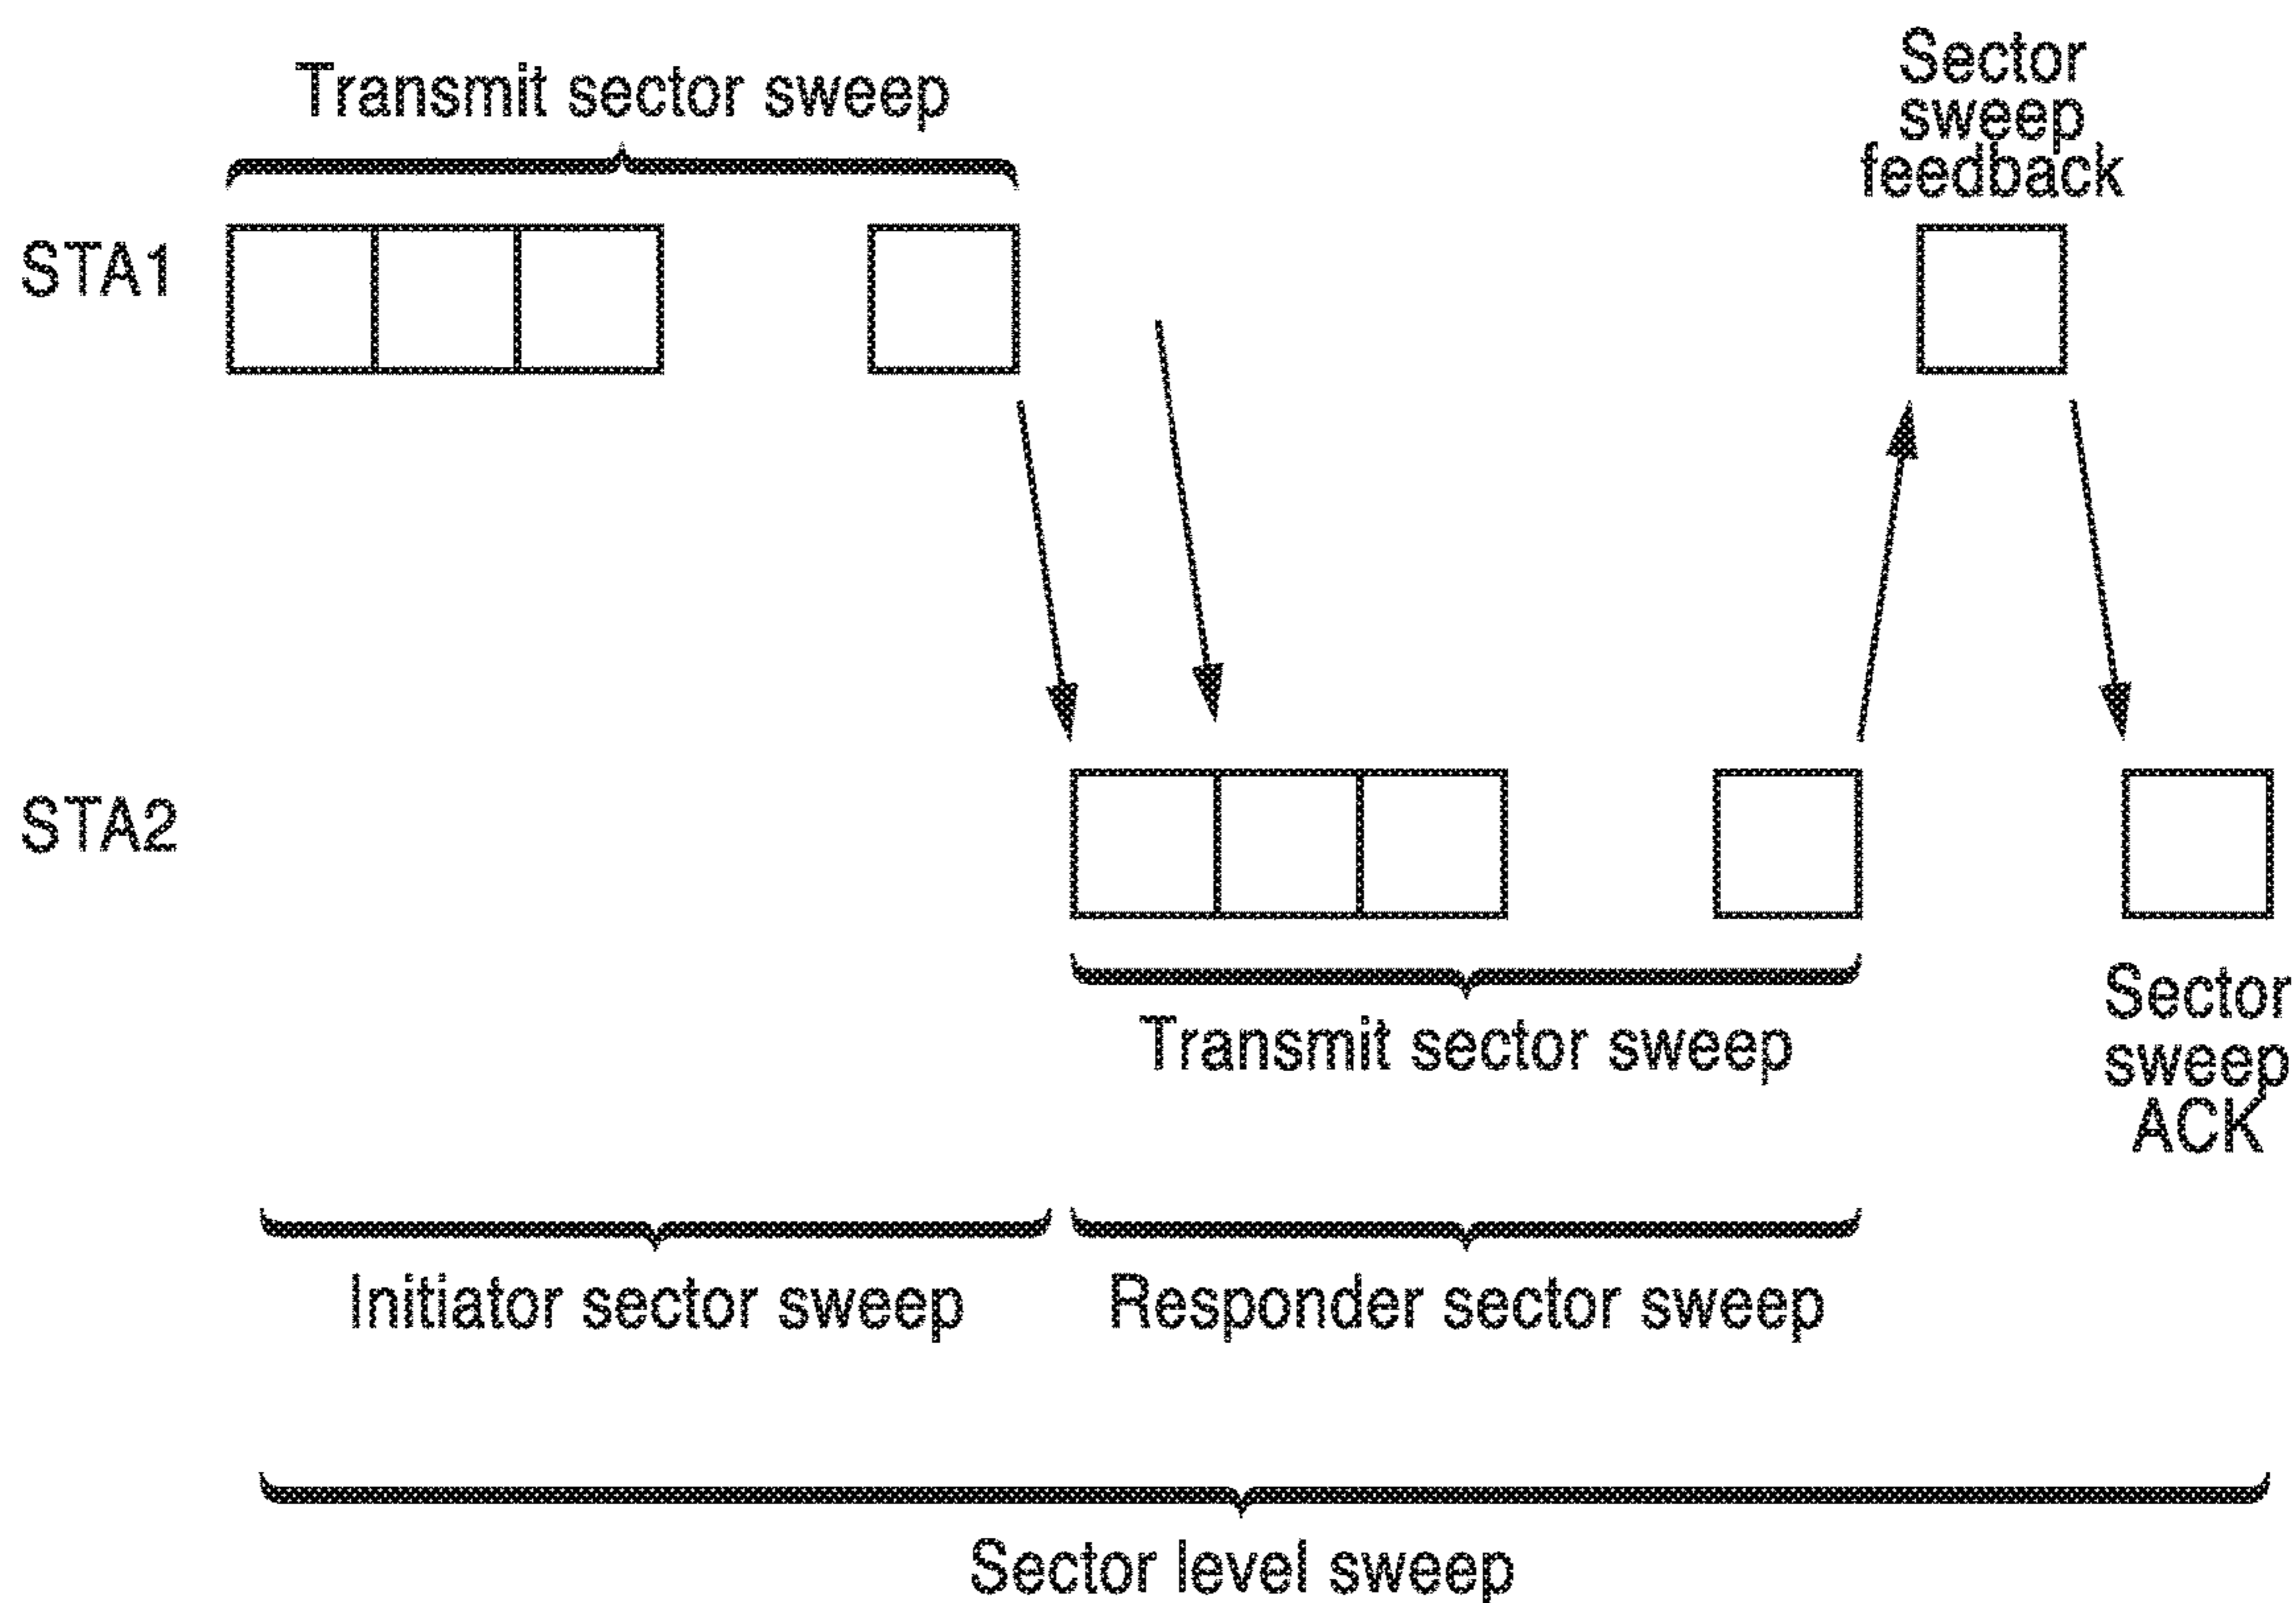 Transmit sector sweep
Sector
sweep
feedback
STA1
STA2
Transmit sector sweep
Sector
sweep
ACK
Initiator sector sweep
Responder sector sweep
Sector level sweep